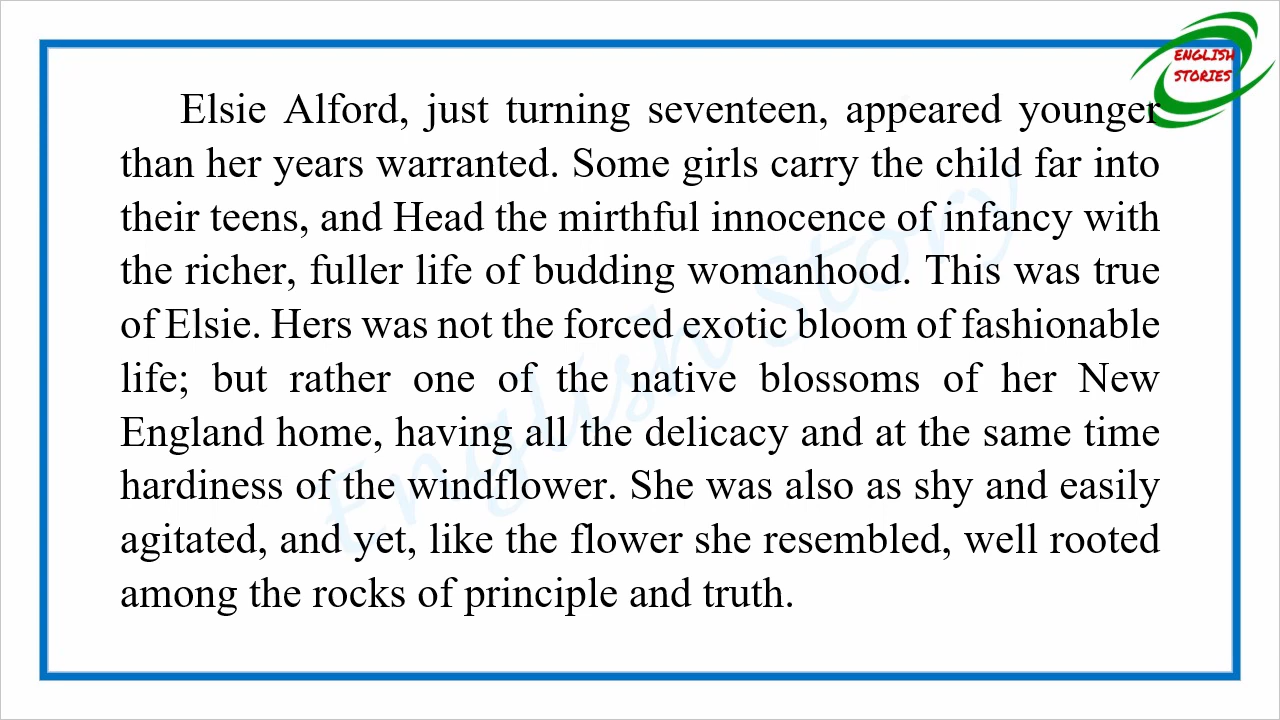 ENGLISH
STORIES
Elsie Alford, just turning seventeen, appeared younger
than her years warranted. Some girls carry the child far into
their teens, and Head the mirthful innocence of infancy with
the richer, fuller life of budding womanhood. This was true
of Elsie. Hers was not the forced exotic bloom of fashionable
life; but rather one of the native blossoms of her New
England home, having all the delicacy and at the same time
hardiness of the windflower. She was also as shy and easily
agitated, and yet, like the flower she resembled, well rooted
among the rocks of principle and truth.
English Story